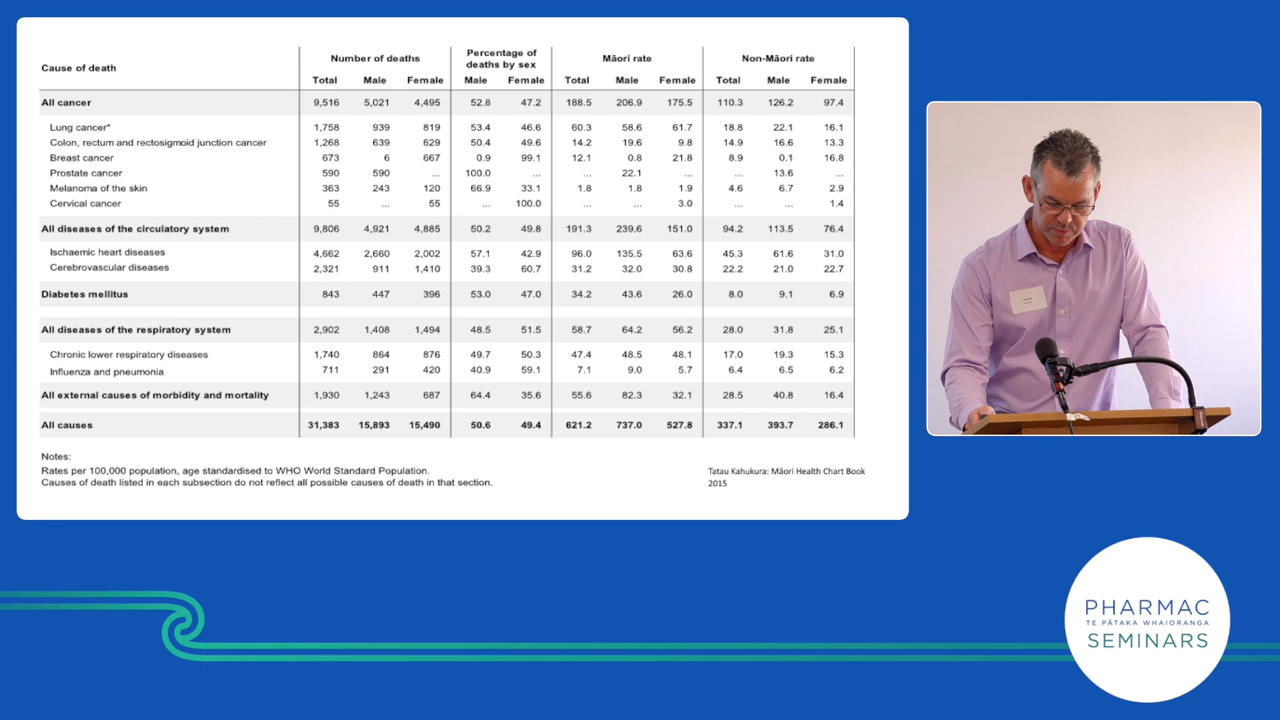 Cause of death Number of deaths Percentage of deaths by sex Māori rate Non-Māori rate
Total Male Female Male Female Total Male Female Total Male Female
All cancer 9,516 5,021 4,495 52.8 47.2 188.5 206.9 175.5 110.3 126.2 97.4
Lung cancer* 1,758 939 819 53.4 46.6 60.3 58.6 61.7 18.8 22.1 16.1
Colon, rectum and rectosigmoid junction cancer 1,268 639 629 50.4 49.6 14.2 19.6 9.8 14.9 16.6 13.3
Breast cancer 673 6 667 0.9 99.1 12.1 0.8 21.8 8.9 0.1 16.8
Prostate cancer 590 590 ... 100.0 ... ... 22.1 ... ... 13.6 ...
Melanoma of the skin 363 243 120 66.9 33.1 1.8 1.8 1.9 4.6 6.7 2.9
Cervical cancer 55 ... 55 ... 100.0 ... ... 3.0 ... ... 1.4
All diseases of the circulatory system 9,806 4,921 4,885 50.2 49.8 191.3 239.6 151.0 94.2 113.5 76.4
Ischaemic heart diseases 4,662 2,660 2,002 57.1 42.9 96.0 135.5 63.6 45.3 61.6 31.0
Cerebrovascular diseases 2,321 911 1,410 39.3 60.7 31.2 32.0 30.8 22.2 21.0 22.7
Diabetes mellitus 843 447 396 53.0 47.0 34.2 43.6 26.0 8.0 9.1 6.9
All diseases of the respiratory system 2,902 1,408 1,494 48.5 51.5 58.7 64.2 56.2 28.0 31.8 25.1
Chronic lower respiratory diseases 1,740 864 876 49.7 50.3 47.4 48.5 48.1 17.0 19.3 15.3
Influenza and pneumonia 711 291 420 40.9 59.1 7.1 9.0 5.7 6.4 6.5 6.2
All external causes of morbidity and mortality 1,930 1,243 687 64.4 35.6 55.6 82.3 32.1 28.5 40.8 16.4
All causes 31,383 15,893 15,490 50.6 49.4 621.2 737.0 527.8 337.1 393.7 286.1
Notes:
Rates per 100,000 population, age standardised to WHO World Standard Population.
Causes of death listed in each subsection do not reflect all possible causes of death in that section.
Tatau Kahukura: Māori Health Chart Book
2015
PHARMAC
TE PĀTAKA WHAIORANGA
SEMINARS